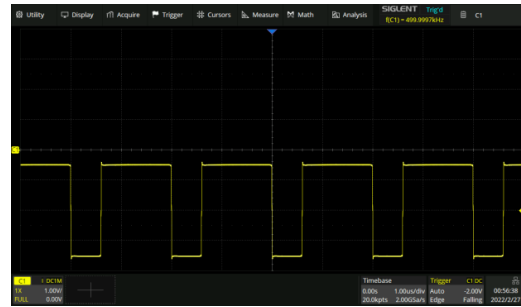 Utility Display Acquire Trigger Cursors Measure Math Analysis SIGLENT Trig'd C1
f(C1) = 499.9997kHz
C1
C1 DC1M
1X 1.00V/
FULL 0.00V
Timebase
0.00s 1.00us/div
20.0kpts 2.00GSa/s
Trigger C1 DC
Auto -2.00V
Edge Falling
00:56:38
2022/2/27